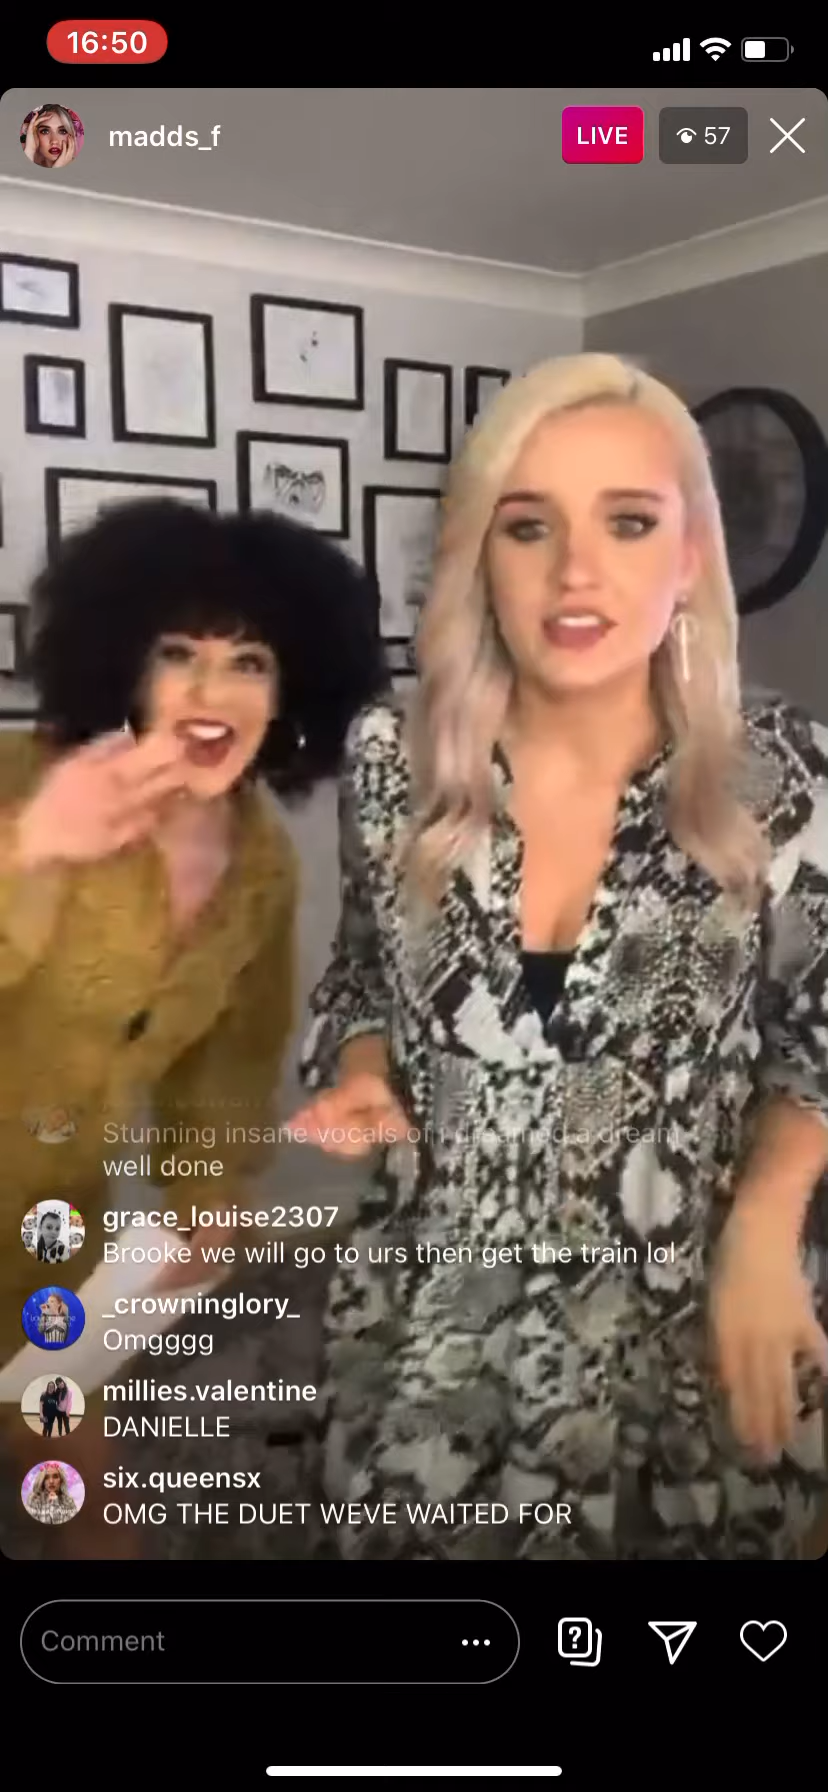 16:50
madds_f
LIVE
57
Stunning insane vocals of i dreamed a dream
well done
grace_louise2307
Brooke we will go to urs then get the train lol
_crowninglory_
Omgggg
millies.valentine
DANIELLE
six.queensx
OMG THE DUET WEVE WAITED FOR
Comment